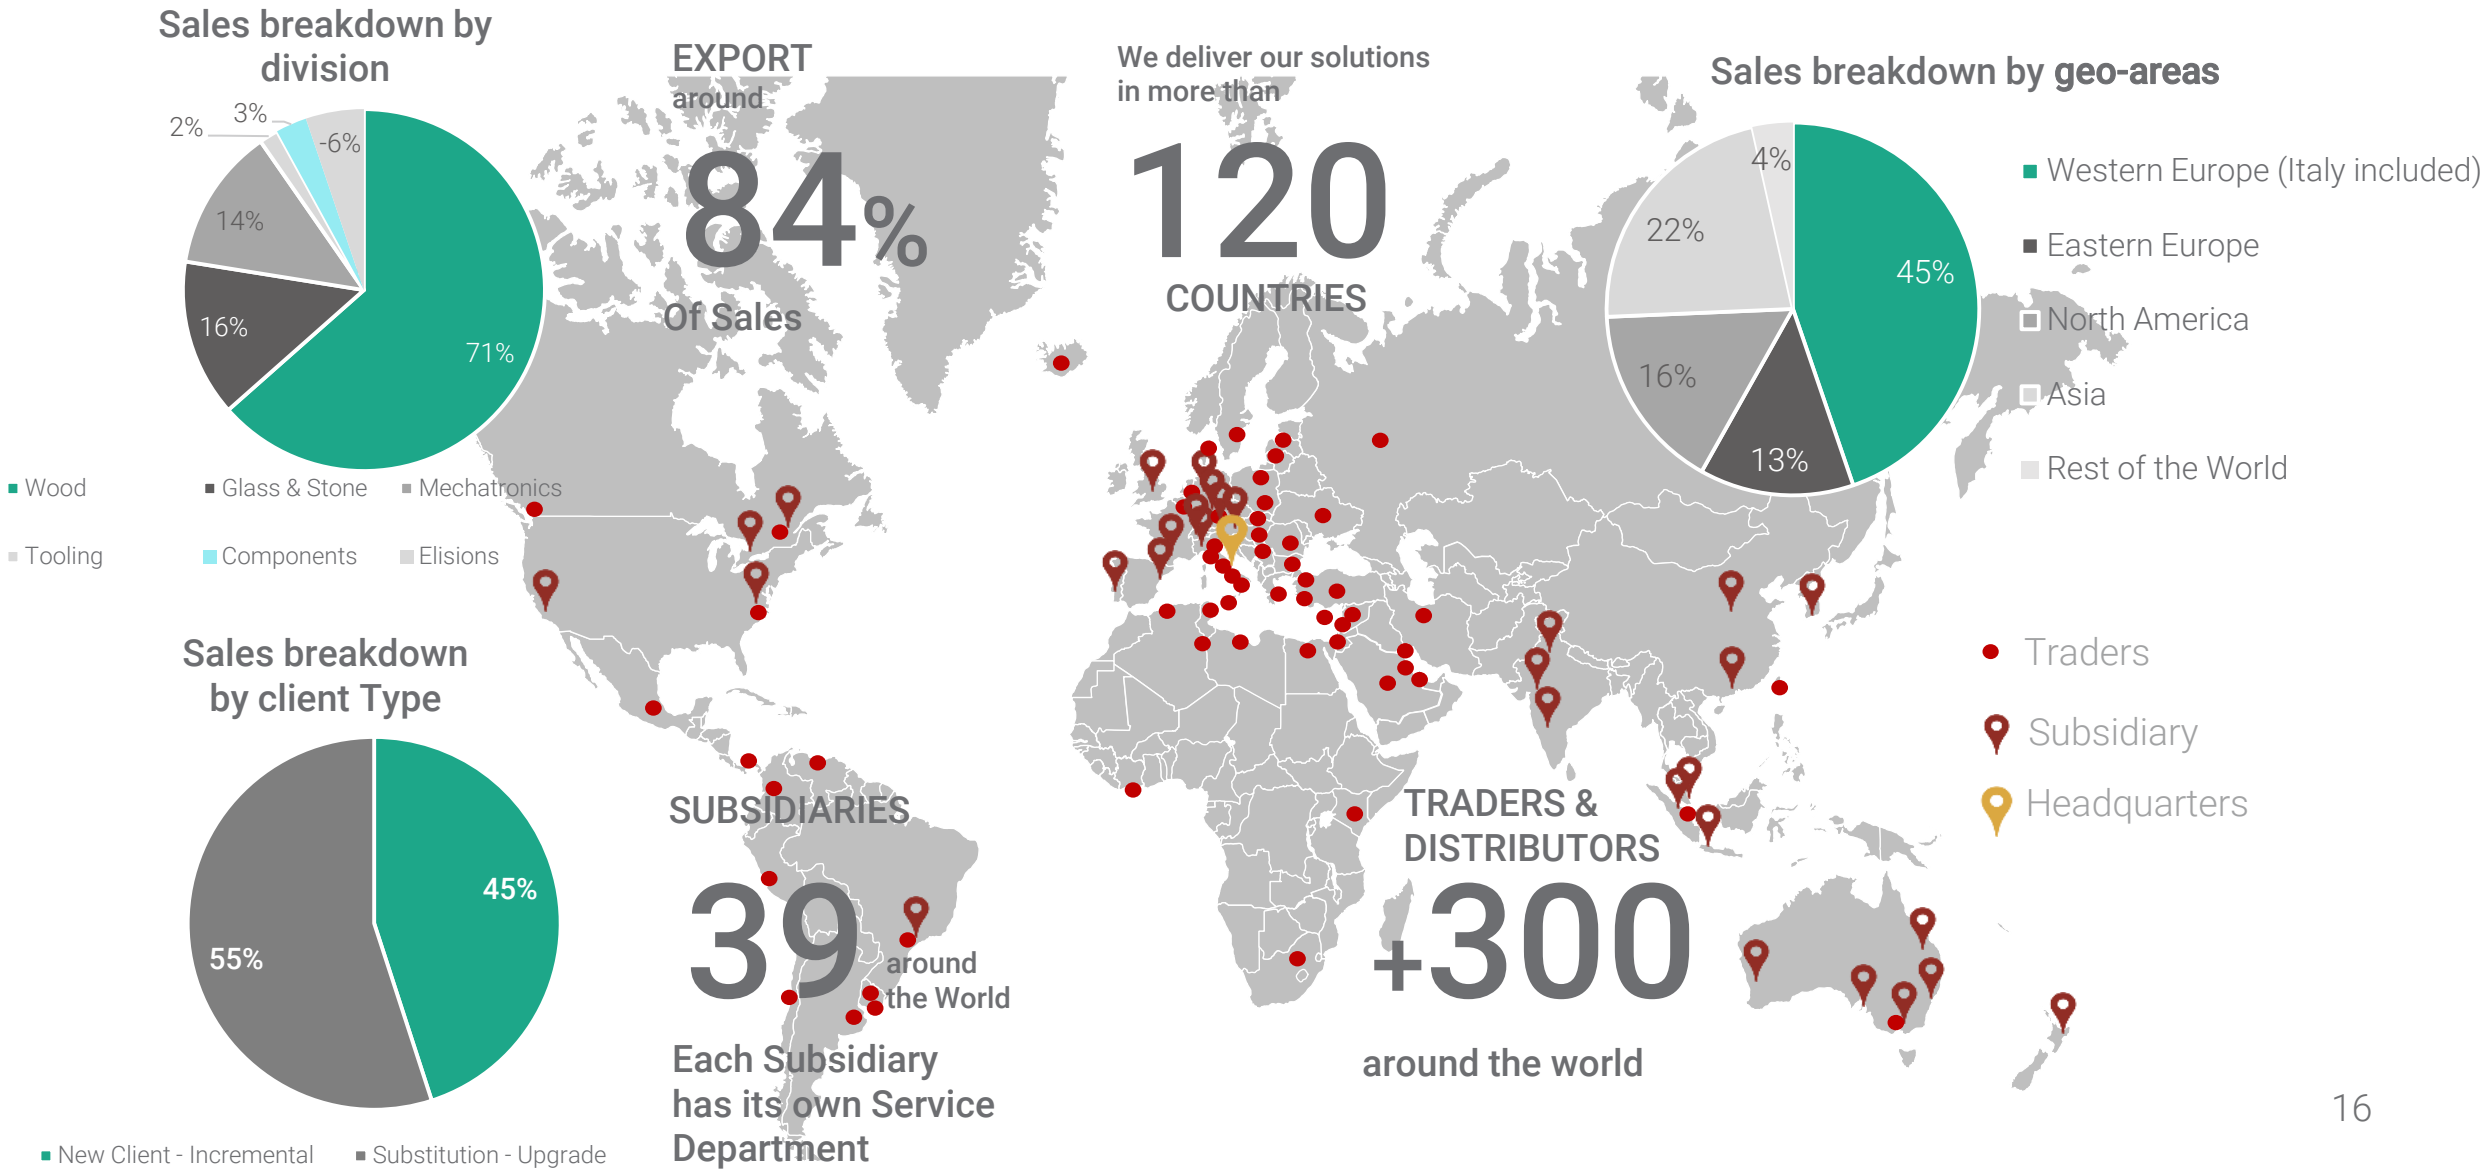 Sales breakdown by
division
2%
3%
-6%
14%
16%
71%
Wood
Glass & Stone
Mechatronics
Tooling
Components
Elisions
Sales breakdown
by client Type
45%
55%
New Client - Incremental
Substitution - Upgrade
EXPORT
around
84%
Of Sales
We deliver our solutions
in more than
120
COUNTRIES
SUBSIDIARIES
39
around
the World
Each Subsidiary
has its own Service
Department
TRADERS &
DISTRIBUTORS
+300
around the world
Sales breakdown by geo-areas
4%
22%
45%
16%
13%
Western Europe (Italy included)
Eastern Europe
North America
Asia
Rest of the World
Traders
Subsidiary
Headquarters
16